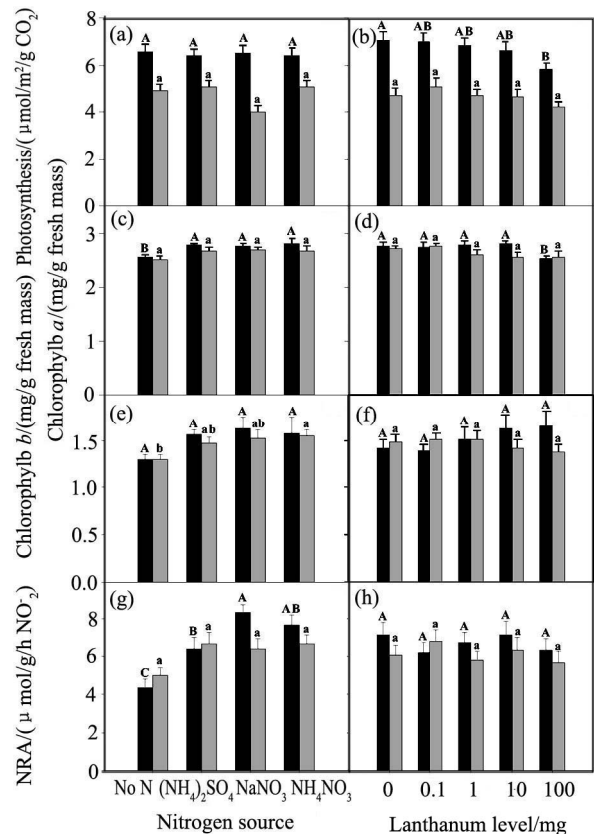 Photosynthesis/(μmol/m²/g CO₂)
8
6
4
2
0
(a)
A A A A
a a a a
(b)
A AB AB AB B
a a a a a
Chlorophylb a/(mg/g fresh mass)
3
2
1
0
(c)
B a A a A a A a
(d)
A a A a A a A a B a
Chlorophylb b/(mg/g fresh mass)
1.5
1.0
0.5
0.0
(e)
A b A ab A ab A a
(f)
A a A a A a A a A a
NRA/(μ mol/g/h NO₂⁻)
8
6
4
2
0
(g)
C a B a A a AB a
(h)
A a A a A a A a A a
No N (NH₄)₂SO₄ NaNO₃ NH₄NO₃
Nitrogen source
0 0.1 1 10 100
Lanthanum level/mg